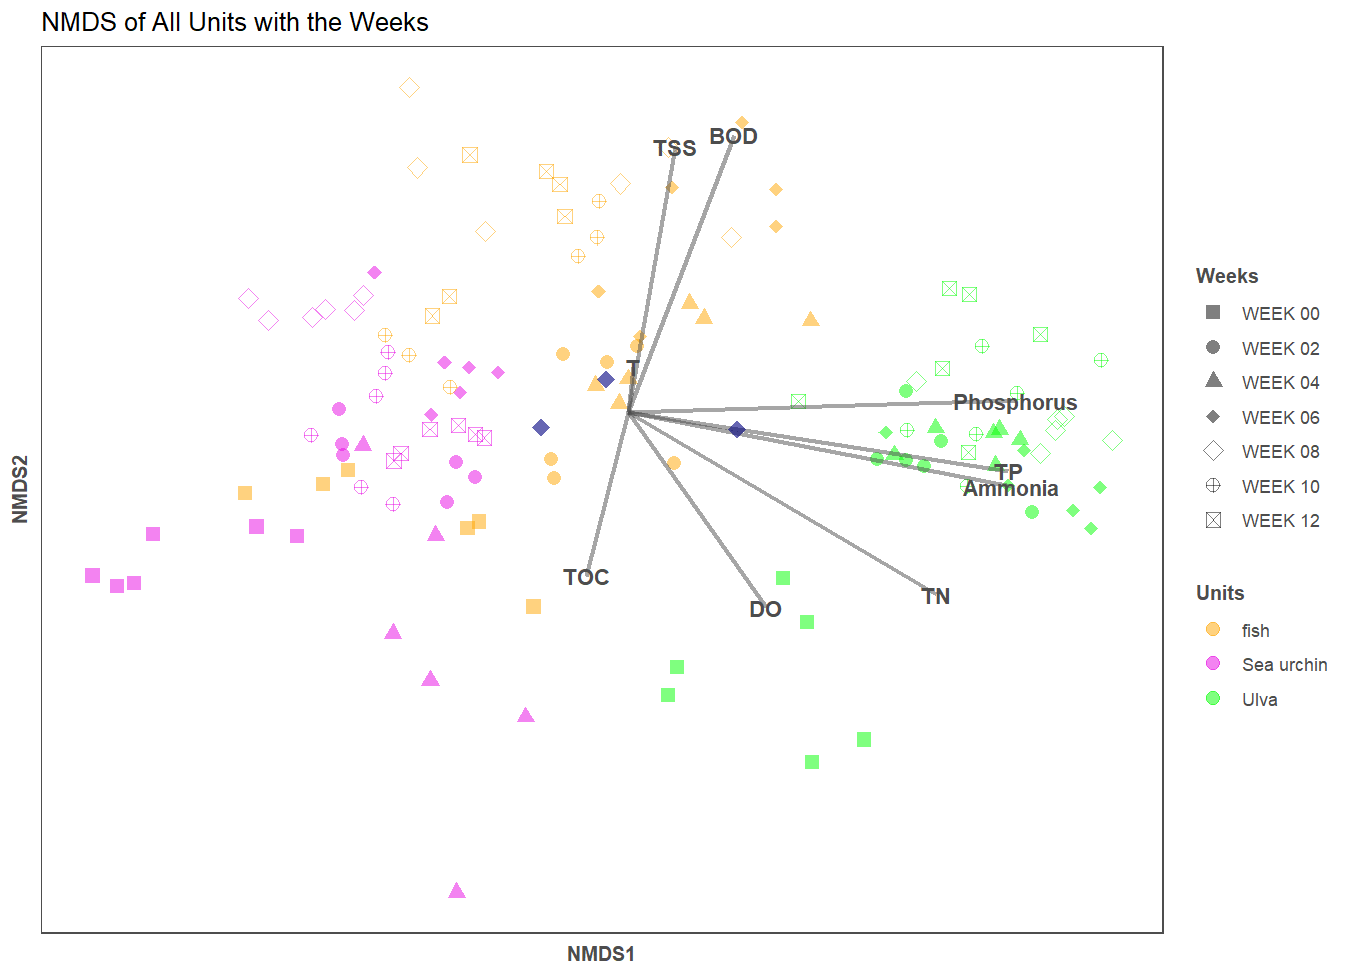 NMDS of All Units with the Weeks
TSS
BOD
T
Phosphorus
TP
Ammonia
TOC
DO
TN
NMDS2
NMDS1
Weeks
WEEK 00
WEEK 02
WEEK 04
WEEK 06
WEEK 08
WEEK 10
WEEK 12
Units
fish
Sea urchin
Ulva